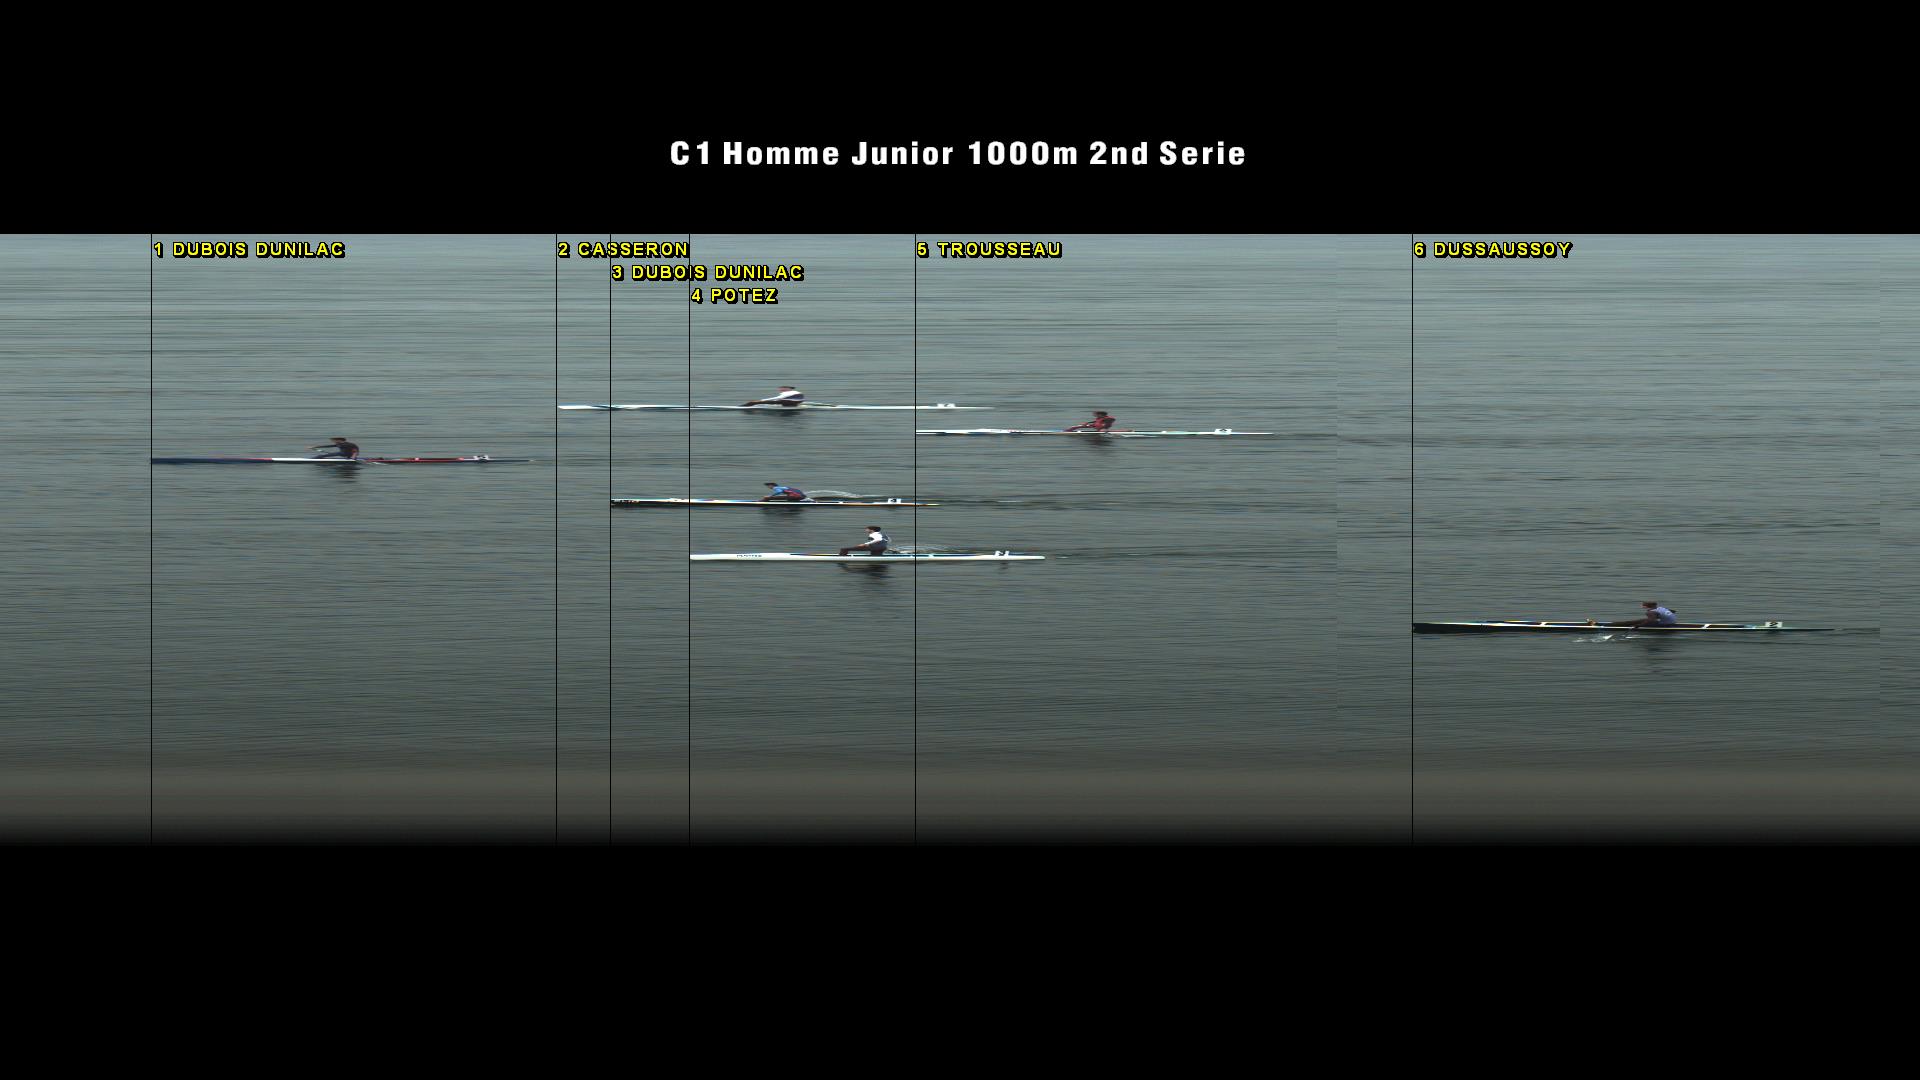 C1 Homme Junior 1000m 2nd Serie
1 DUBOIS DUNILAC
2 CASSERON
3 DUBOIS DUNILAC
4 POTEZ
5 TROUSSEAU
6 DUSSAUSSOY